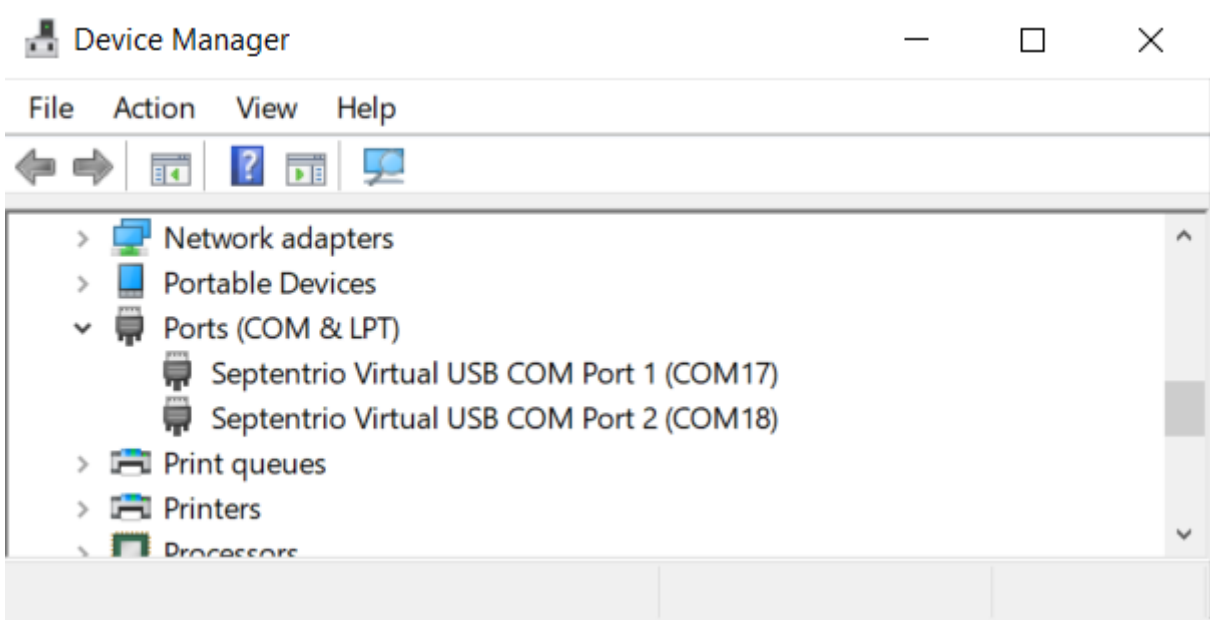 Device Manager
File Action View Help
Network adapters
Portable Devices
Ports (COM & LPT)
Septentrio Virtual USB COM Port 1 (COM17)
Septentrio Virtual USB COM Port 2 (COM18)
Print queues
Printers
Processors